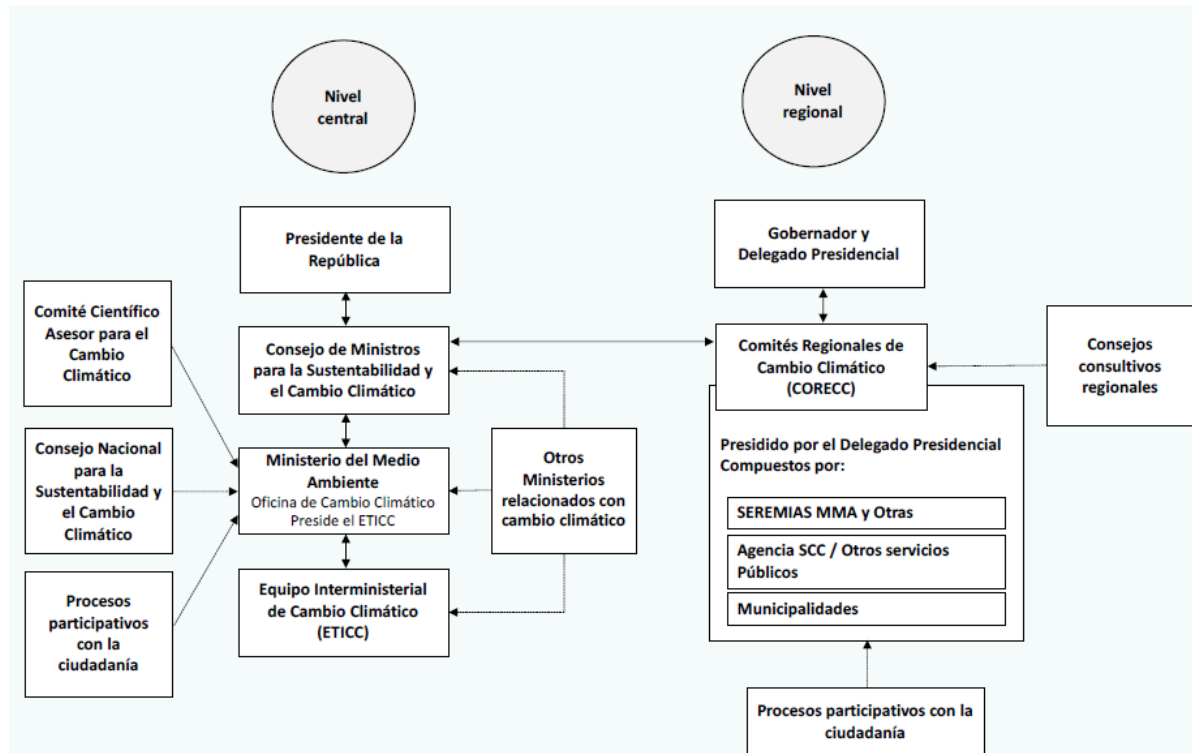 Nivel
central
Nivel
regional
Presidente de la
República
Gobernador y
Delegado Presidencial
Comité Científico
Asesor para el
Cambio
Climático
Consejo de Ministros
para la Sustentabilidad y
el Cambio Climático
Comités Regionales de
Cambio Climático
(CORECC)
Consejos
consultivos
regionales
Consejo Nacional
para la
Sustentabilidad y
el Cambio
Climático
Ministerio del Medio
Ambiente
Oficina de Cambio Climático
Preside el ETICC
Otros
Ministerios
relacionados con
cambio climático
Presidido por el Delegado Presidencial
Compuestos por:
SEREMIAS MMA y Otras
Agencia SCC / Otros servicios
Públicos
Municipalidades
Procesos
participativos
con la
ciudadanía
Equipo Interministerial
de Cambio Climático
(ETICC)
Procesos participativos con la
ciudadanía